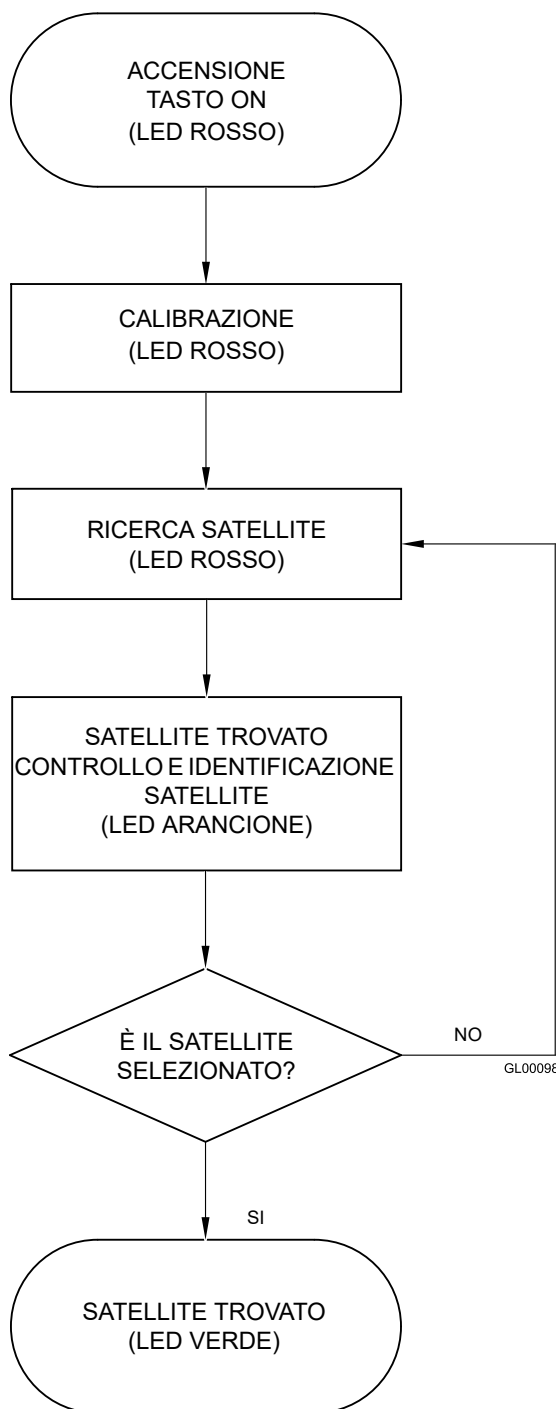 ACCENSIONE
TASTO ON
(LED ROSSO)
CALIBRAZIONE
(LED ROSSO)
RICERCA SATELLITE
(LED ROSSO)
SATELLITE TROVATO
CONTROLLO E IDENTIFICAZIONE
SATELLITE
(LED ARANCIONE)
È IL SATELLITE
SELEZIONATO?
NO
GL00098
SI
SATELLITE TROVATO
(LED VERDE)